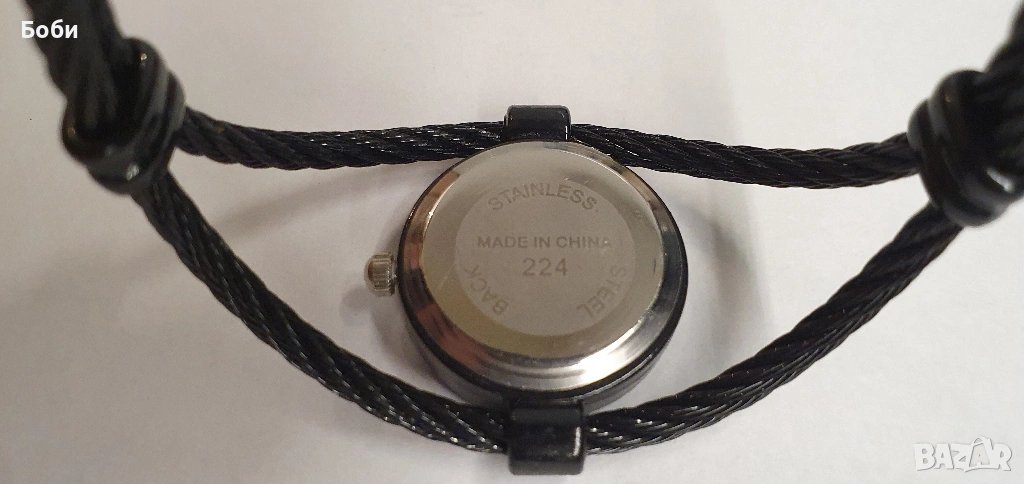 Боби
STAINLESS
MADE IN CHINA
224
STEEL
BACK
BAZAR